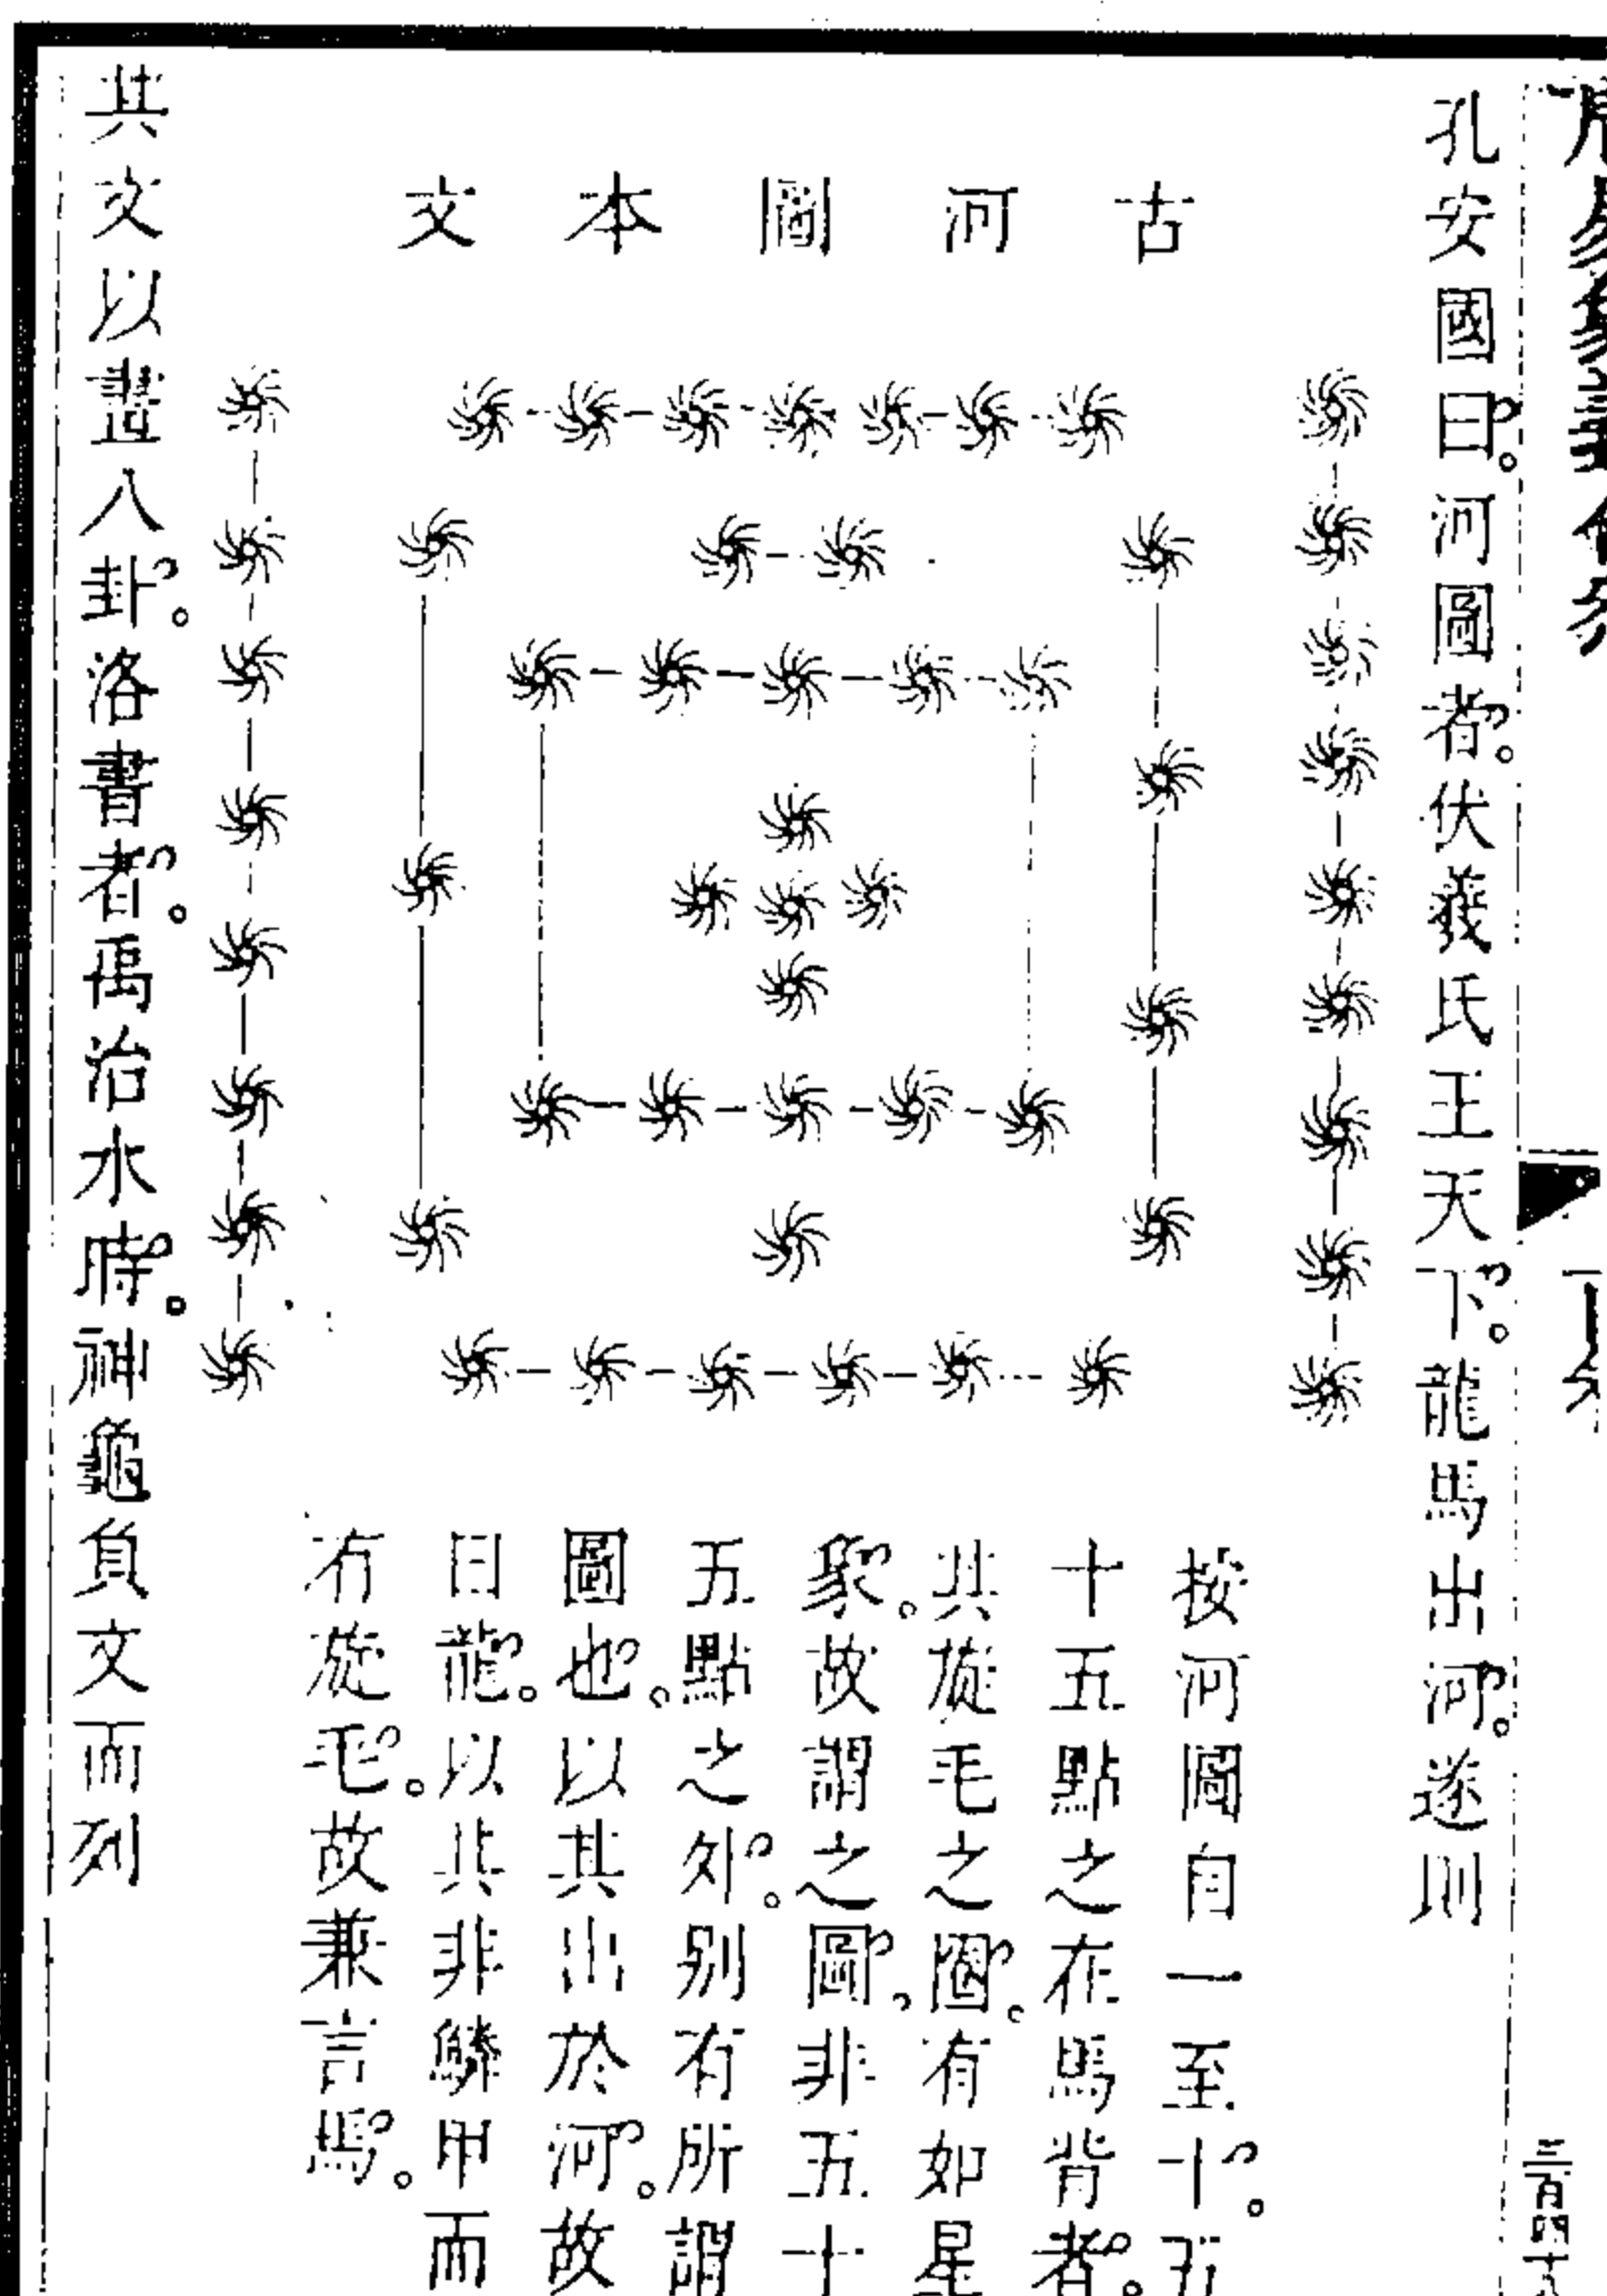 孔安國曰。河圖者。伏羲氏王天下。龍馬出河。遂則
古河圖本文
按河圖自一至十。五
十五點之在馬背者。
其旋毛之圈。有如星
象。故謂之圖。非五十
五點之外。別有所謂
圖也。以其出於河。故
曰龍。以其非鱗甲而
有旋毛。故兼言馬。
其文以畫八卦。洛書者。禹治水時。神龜負文而列